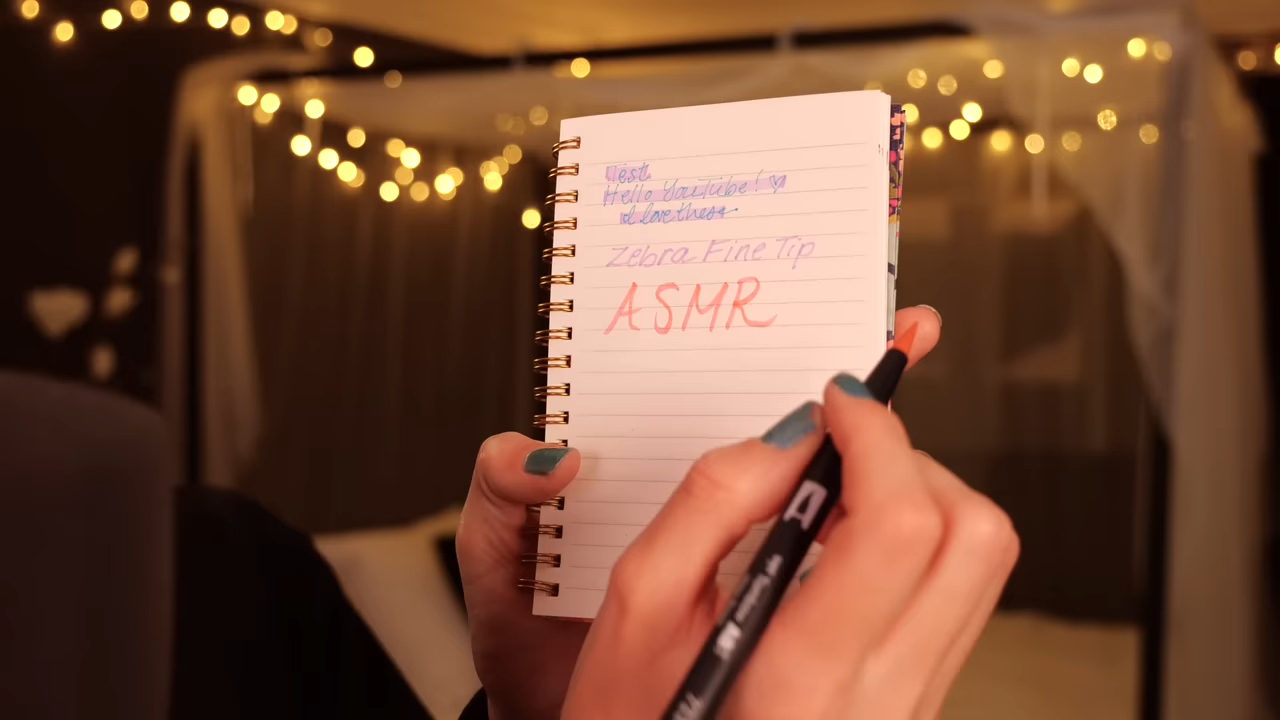 Test
Hello YouTube! ♡
I love these
Zebra Fine Tip
ASMR